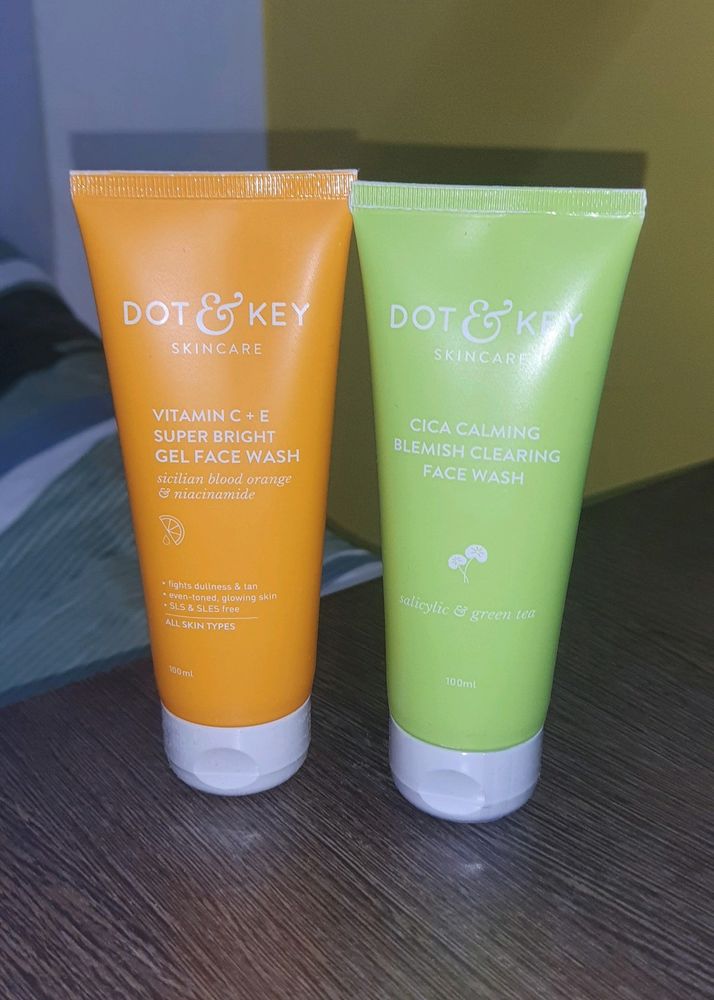 DOT & KEY
SKINCARE
VITAMIN C + E
SUPER BRIGHT
GEL FACE WASH
sicilian blood orange
& niacinamide
• fights dullness & tan
• even-toned, glowing skin
• SLS & SLES free
ALL SKIN TYPES
100ml
DOT & KEY
SKINCARE
CICA CALMING
BLEMISH CLEARING
FACE WASH
salicylic & green tea
100ml